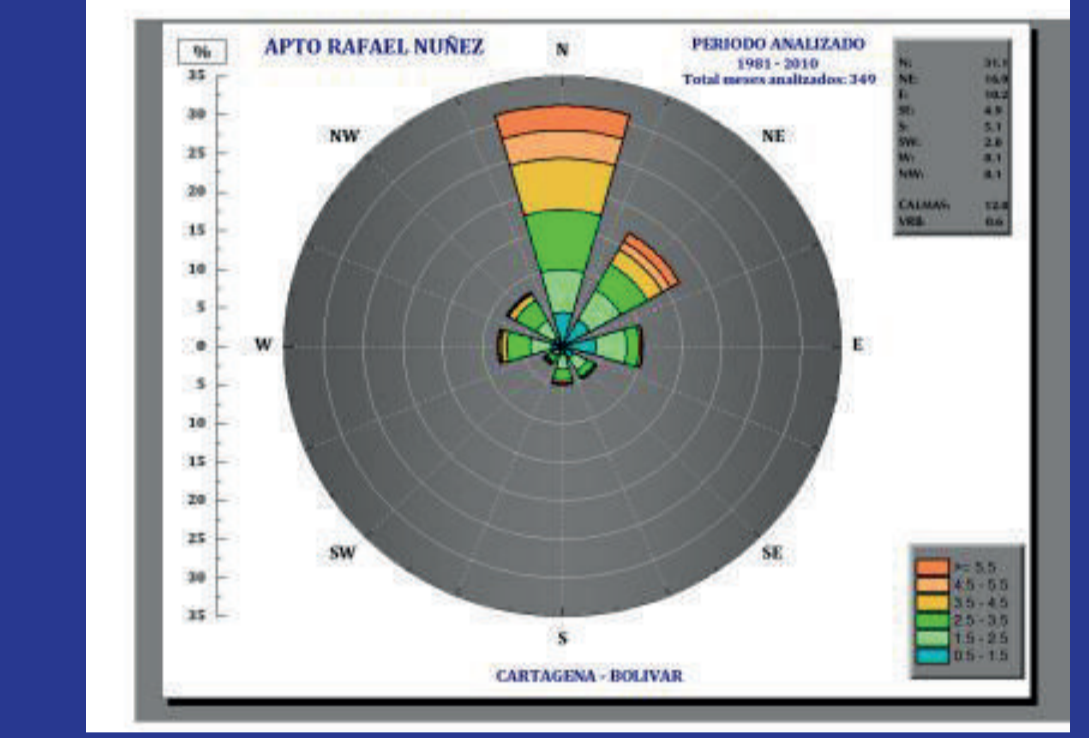 %
APTO RAFAEL NUÑEZ
N
PERIODO ANALIZADO
1981 - 2010
Total meses analizados: 349
N: 31.1
NE: 16.9
E: 10.2
SE: 4.9
S: 5.1
SW: 2.8
W: 8.1
NW: 8.1
CALMAS: 12.8
VRB: 0.6
35
30
25
20
15
10
5
0
5
10
15
20
25
30
35
NW
NE
W
E
SW
SE
S
>= 5.5
4.5 - 5.5
3.5 - 4.5
2.5 - 3.5
1.5 - 2.5
0.5 - 1.5
CARTAGENA - BOLIVAR